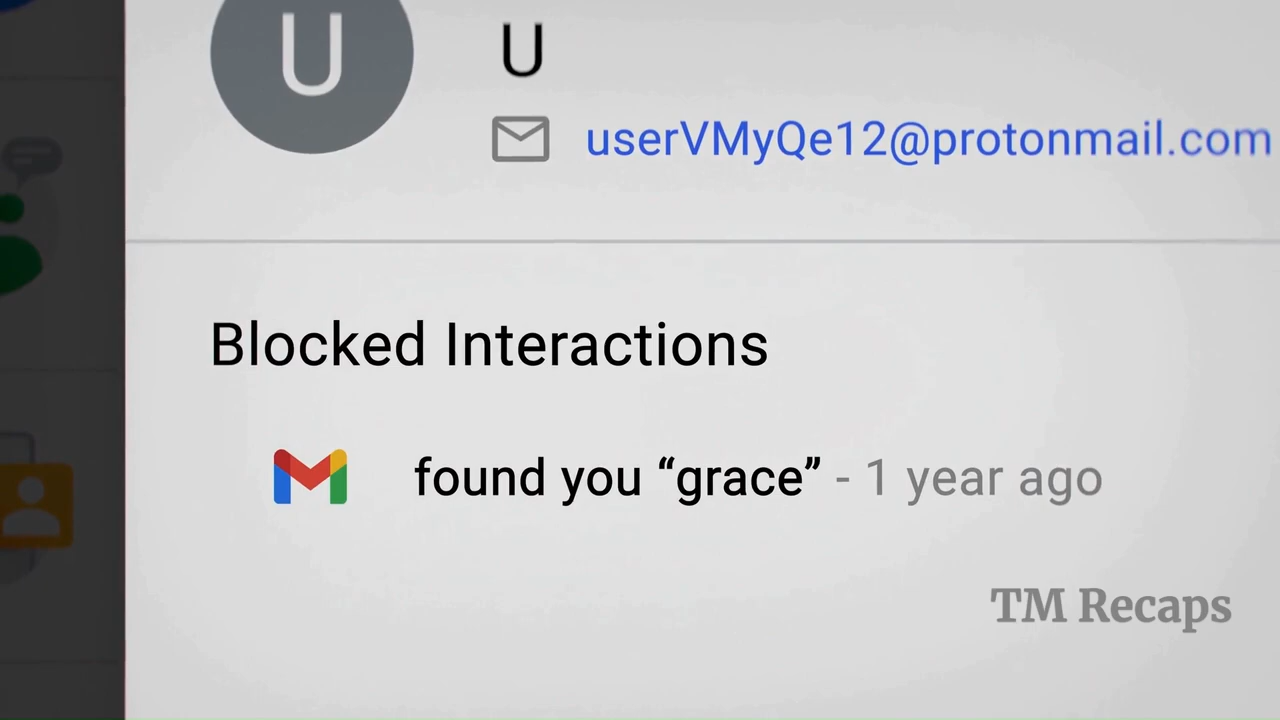 U
U
userVMyQe12@protonmail.com
Blocked Interactions
found you “grace” - 1 year ago
TM Recaps